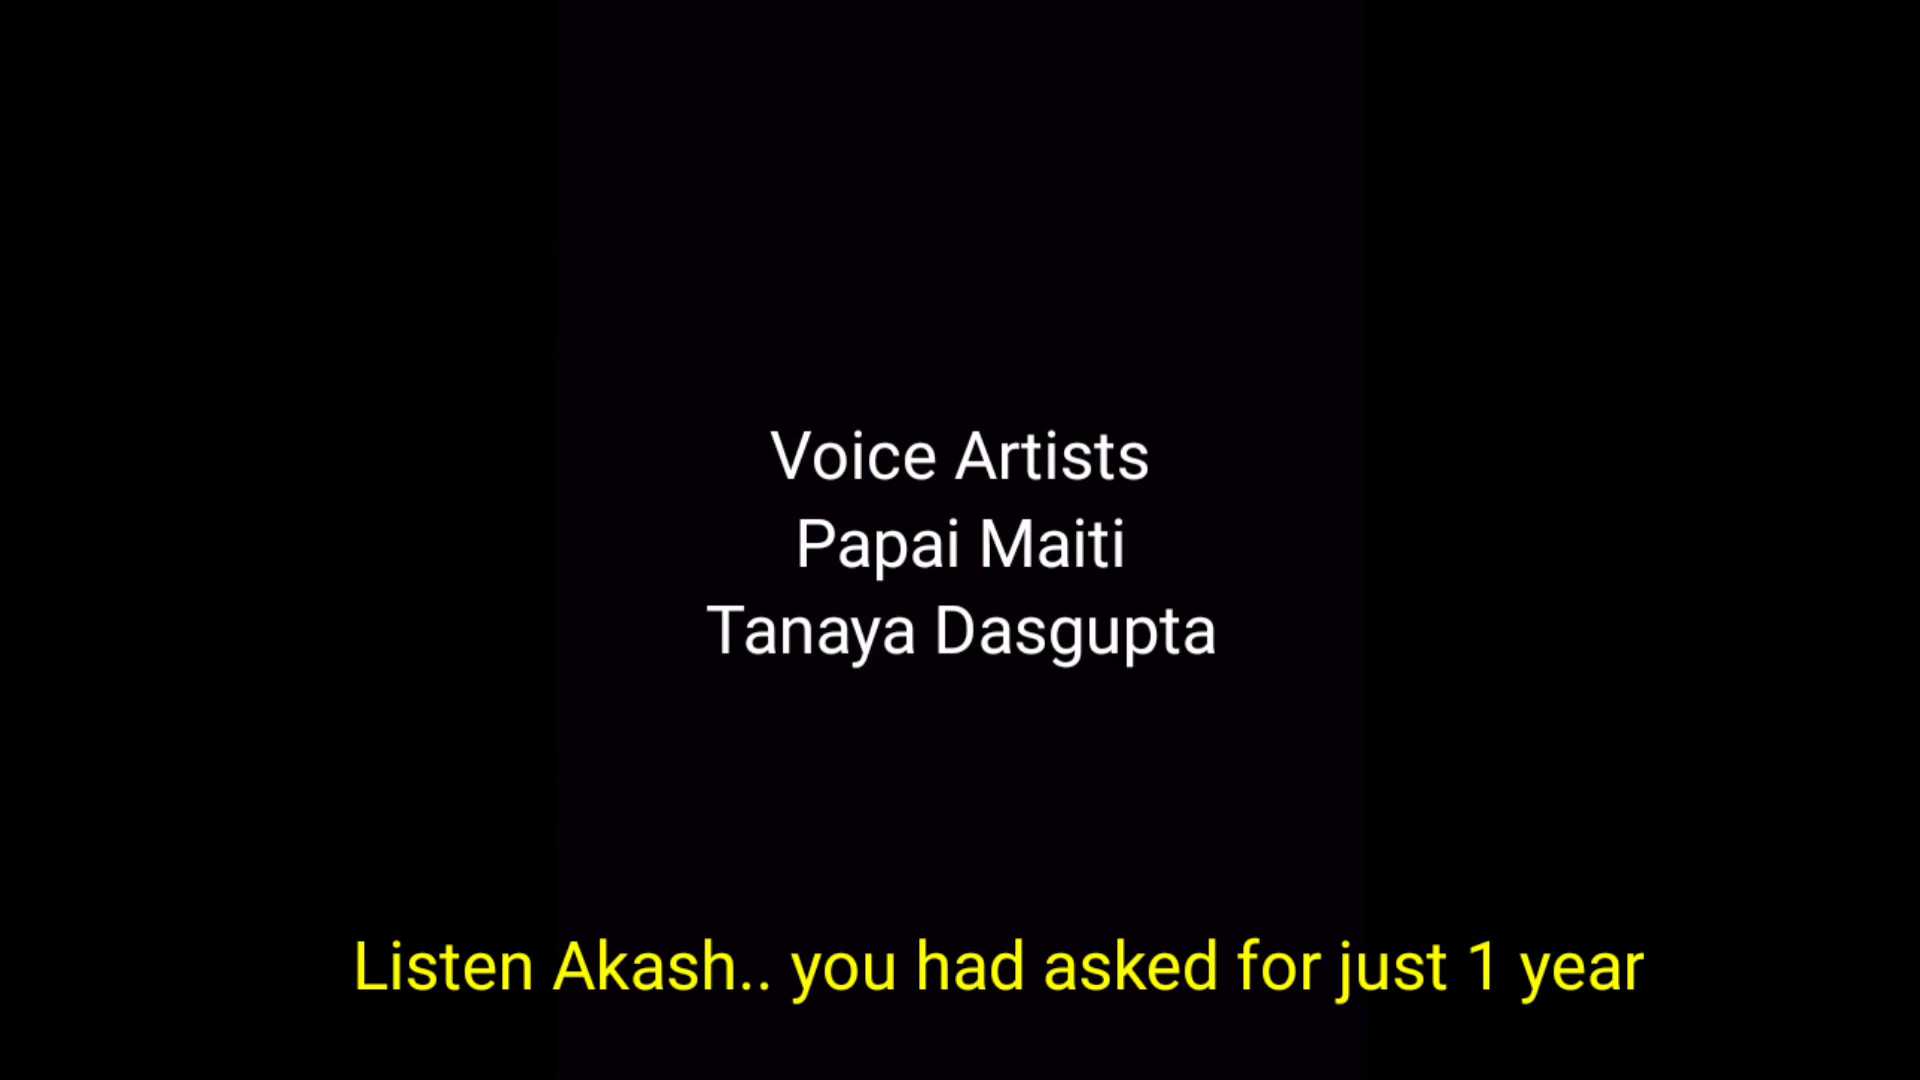 Voice Artists
Papai Maiti
Tanaya Dasgupta
Listen Akash.. you had asked for just 1 year